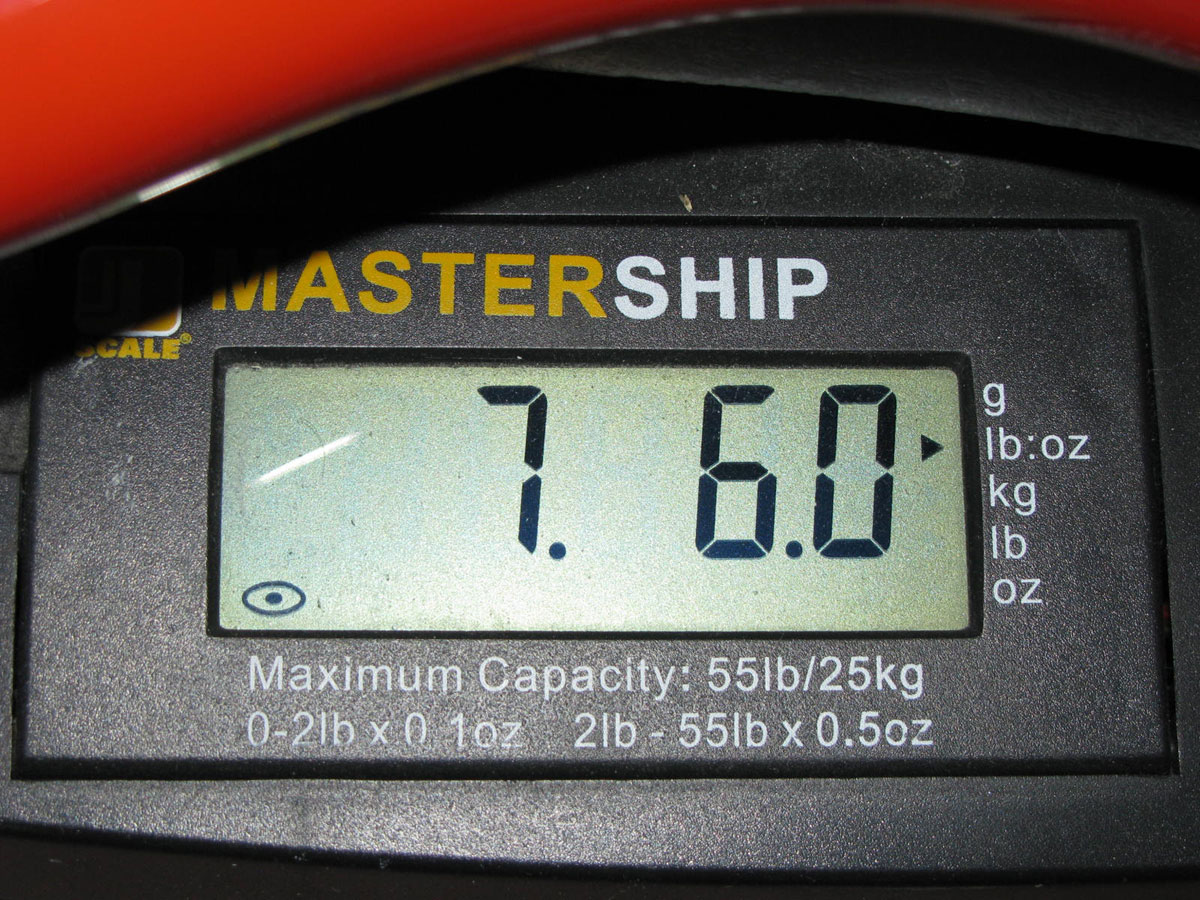 MASTERSHIP
SCALE®
7. 6.0
g
lb:oz
kg
lb
oz
Maximum Capacity: 55lb/25kg
0-2lb x 0.1oz 2lb - 55lb x 0.5oz